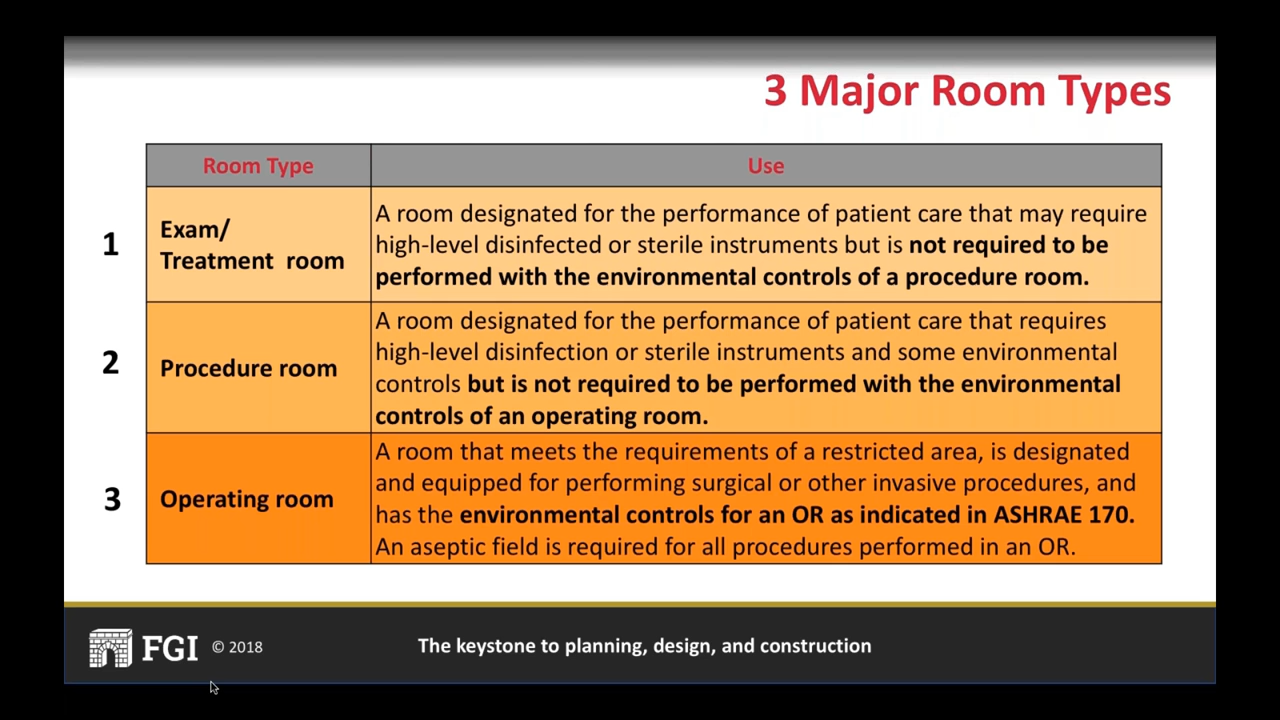 3 Major Room Types
Room Type
Use
1
Exam/
Treatment room
A room designated for the performance of patient care that may require
high-level disinfected or sterile instruments but is not required to be
performed with the environmental controls of a procedure room.
2
Procedure room
A room designated for the performance of patient care that requires
high-level disinfection or sterile instruments and some environmental
controls but is not required to be performed with the environmental
controls of an operating room.
3
Operating room
A room that meets the requirements of a restricted area, is designated
and equipped for performing surgical or other invasive procedures, and
has the environmental controls for an OR as indicated in ASHRAE 170.
An aseptic field is required for all procedures performed in an OR.
FGI © 2018
The keystone to planning, design, and construction